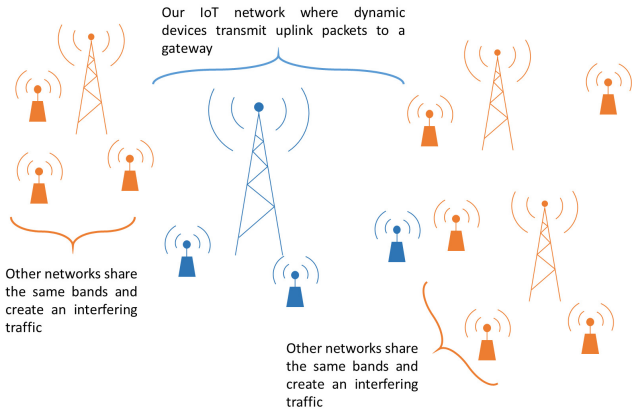 Our IoT network where dynamic
devices transmit uplink packets to a
gateway
Other networks share
the same bands and
create an interfering
traffic
Other networks share
the same bands and
create an interfering
traffic